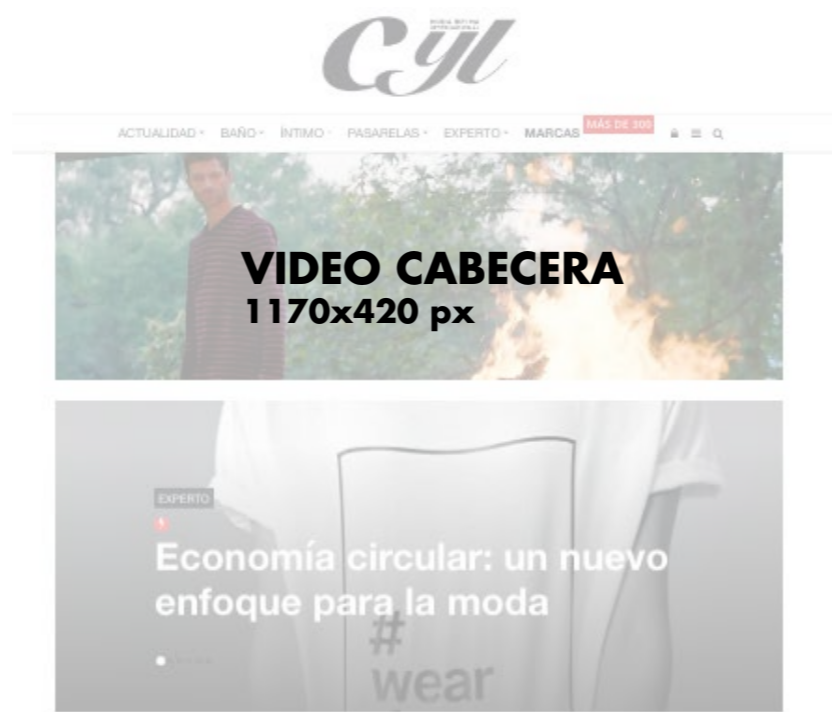 Cyl
ACTUALIDAD BAÑO ÍNTIMO PASARELAS EXPERTO MARCAS MÁS DE 300
VIDEO CABECERA
1170x420 px
EXPERTO
Economía circular: un nuevo
enfoque para la moda
#
wear